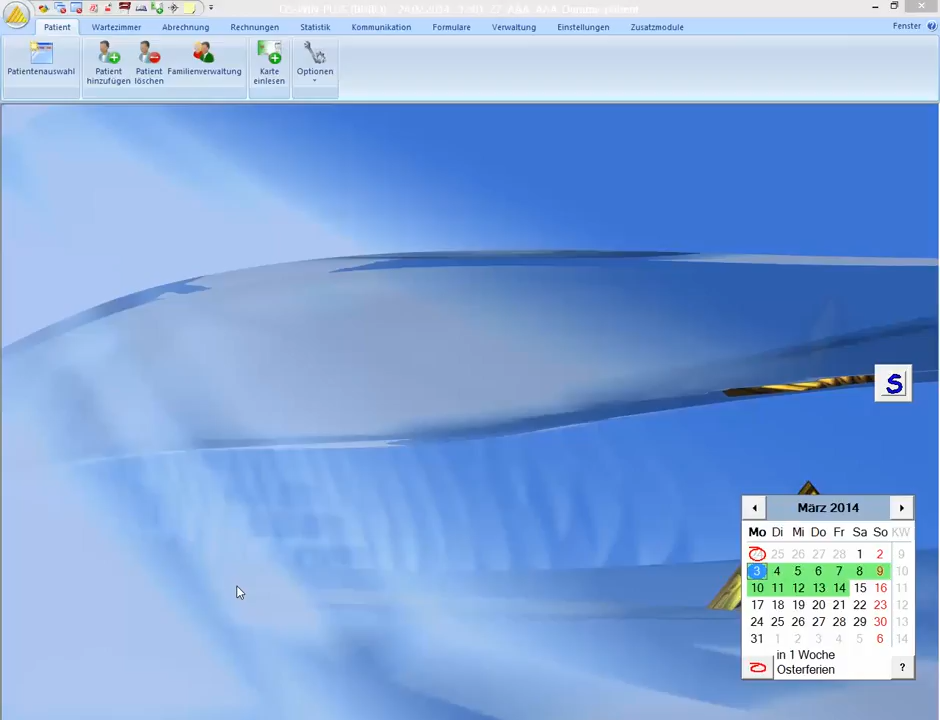 Patient Wartezimmer Abrechnung Rechnungen Statistik Kommunikation Formulare Verwaltung Einstellungen Zusatzmodule Fenster ?
Patientenauswahl
Patient hinzufügen
Patient löschen
Familienverwaltung
Karte einlesen
Optionen
S
März 2014
Mo Di Mi Do Fr Sa So KW
24 25 26 27 28 1 2 9
3 4 5 6 7 8 9 10
10 11 12 13 14 15 16 11
17 18 19 20 21 22 23 12
24 25 26 27 28 29 30 13
31 1 2 3 4 5 6 14
in 1 Woche
Osterferien
?